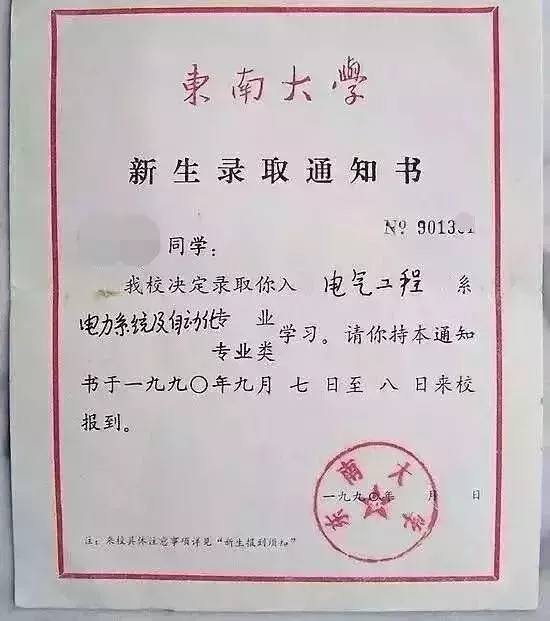 東南大學
新生录取通知书
№ 9013
同学：
我校决定录取你入 电气工程 系
电力系统及自动化专业
专业类
学习。请你持本通知
书于一九九〇年九月七日至八日来校
报到。
一九九〇年 月 日
东南大学
注：来校具体注意事项详见“新生报到须知”